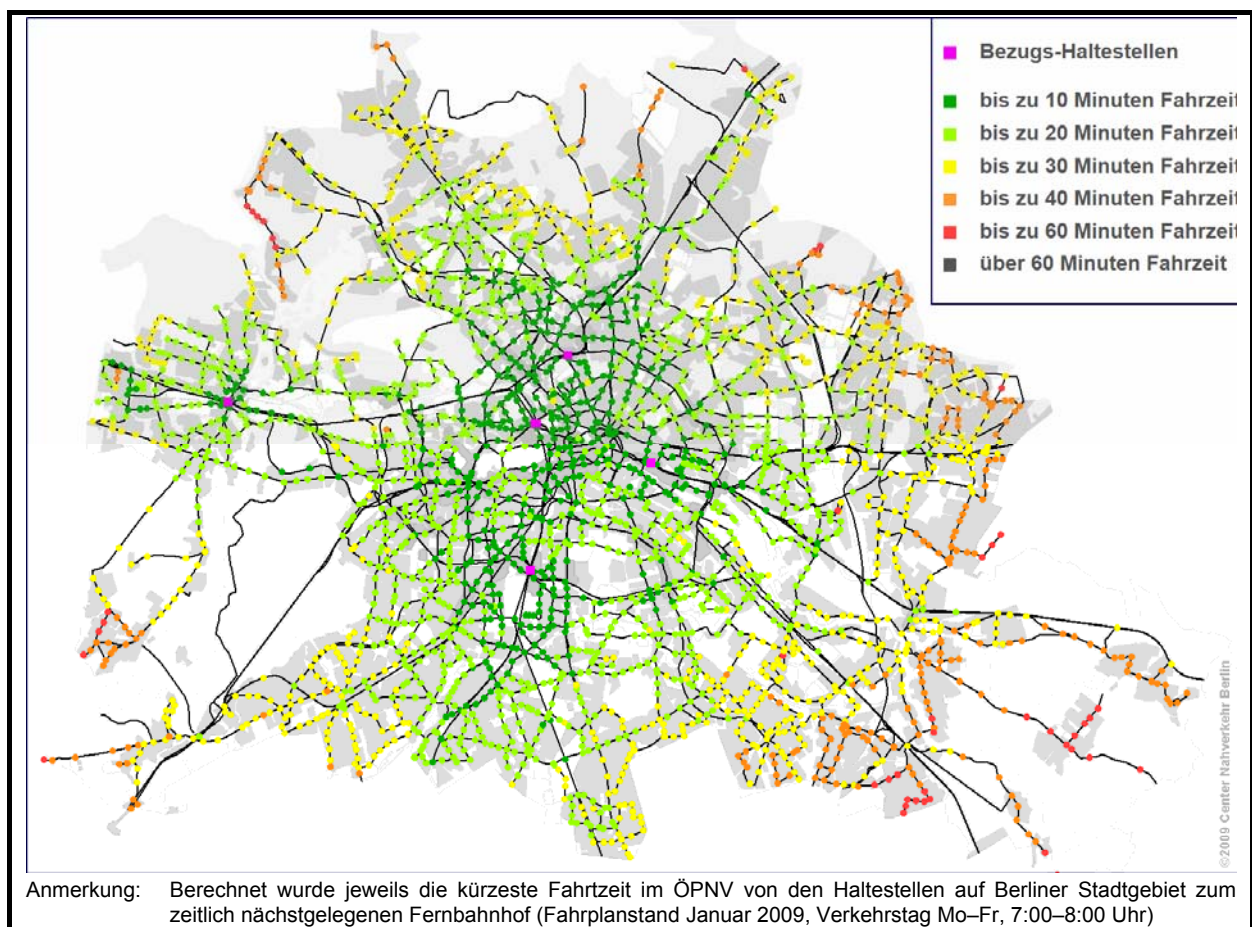 Bezugs-Haltestellen
bis zu 10 Minuten Fahrzeit
bis zu 20 Minuten Fahrzeit
bis zu 30 Minuten Fahrzeit
bis zu 40 Minuten Fahrzeit
bis zu 60 Minuten Fahrzeit
über 60 Minuten Fahrzeit
©2009 Center Nahverkehr Berlin
Anmerkung: Berechnet wurde jeweils die kürzeste Fahrtzeit im ÖPNV von den Haltestellen auf Berliner Stadtgebiet zum
zeitlich nächstgelegenen Fernbahnhof (Fahrplanstand Januar 2009, Verkehrstag Mo–Fr, 7:00–8:00 Uhr)